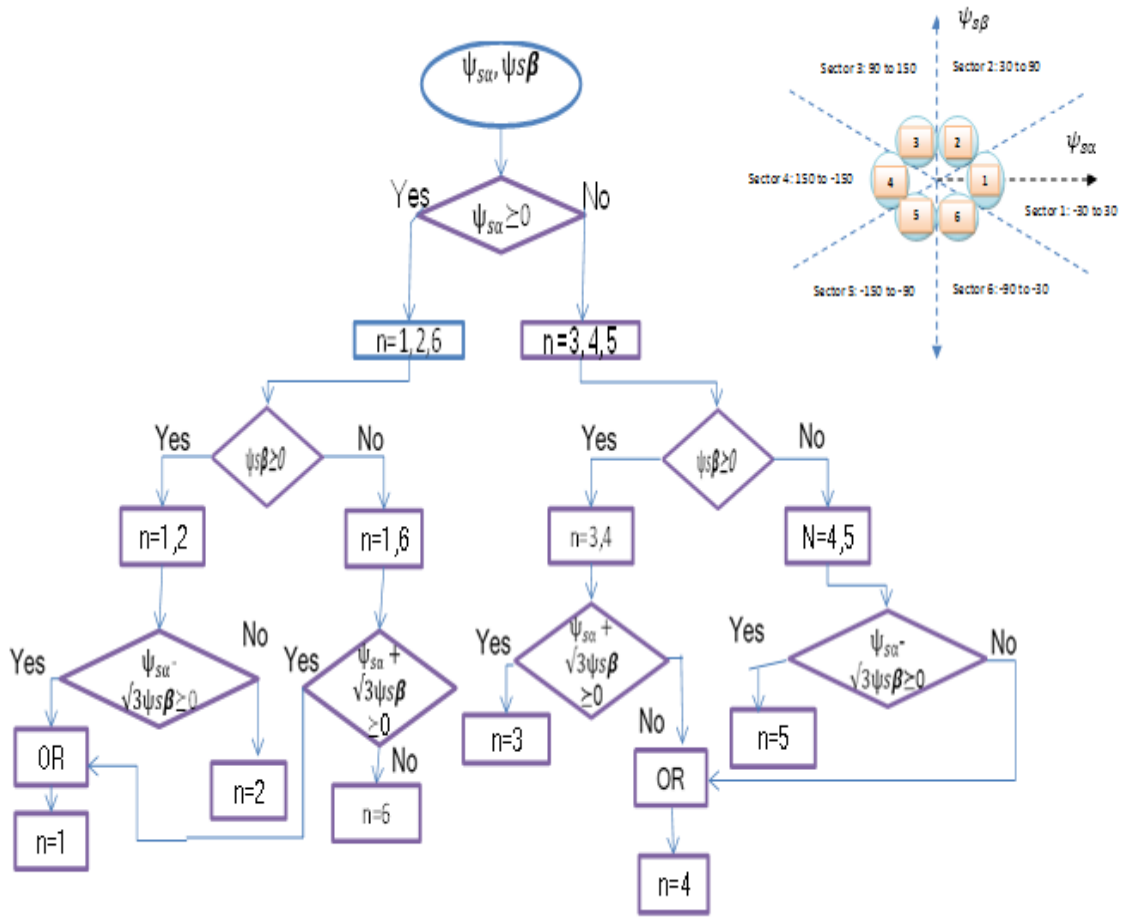 ψsα, ψsβ
Yes
No
ψsα ≥0
n=1,2,6
n=3,4,5
Yes
ψsβ≥0
No
Yes
ψsβ≥0
No
n=1,2
n=1,6
n=3,4
N=4,5
Yes
ψsα-
√3ψsβ≥0
No
Yes
ψsα +
√3ψsβ
≥0
No
Yes
ψsα +
√3ψsβ
≥0
No
Yes
ψsα-
√3ψsβ≥0
No
OR
n=1
n=2
n=6
n=3
OR
n=4
n=5
ψsβ
Sector 3: 90 to 150
Sector 2: 30 to 90
ψsα
3
2
4
1
5
6
Sector 4: 150 to -150
Sector 1: -30 to 30
Sector 5: -150 to -90
Sector 6: -90 to -30